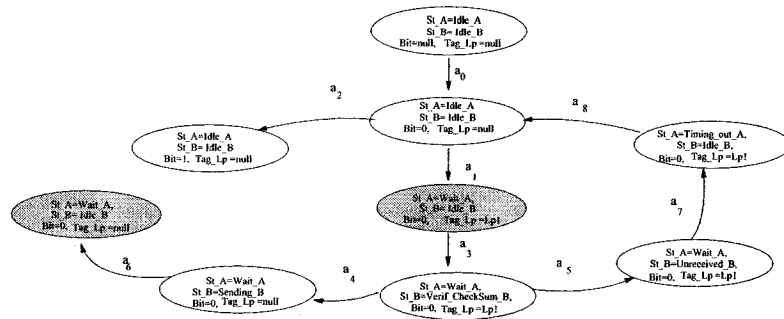 St_A=Idle_A
St_B= Idle_B
Bit=null, Tag_Lp =null
a0
a2
St_A=Idle_A
St_B= Idle_B
Bit=0, Tag_Lp =null
a8
St_A=Idle_A
St_B= Idle_B
Bit=1, Tag_Lp =null
St_A=Timing_out_A,
St_B=Idle_B,
Bit=0, Tag_Lp =Lp!
a1
St_A=Wait_A,
St_B= Idle_B
Bit=0, Tag_Lp =null
St_A=Wait_A,
St_B= Idle_B
Bit=0, Tag_Lp =Lp!
a7
a3
a6
a4
a5
St_A=Wait_A,
St_B=Unreceived_B,
Bit=0, Tag_Lp =Lp!
St_A=Wait_A
St_B=Sending_B
Bit=0, Tag_Lp =null
St_A=Wait_A,
St_B=Verif_CheckSum_B,
Bit=0, Tag_Lp =Lp!